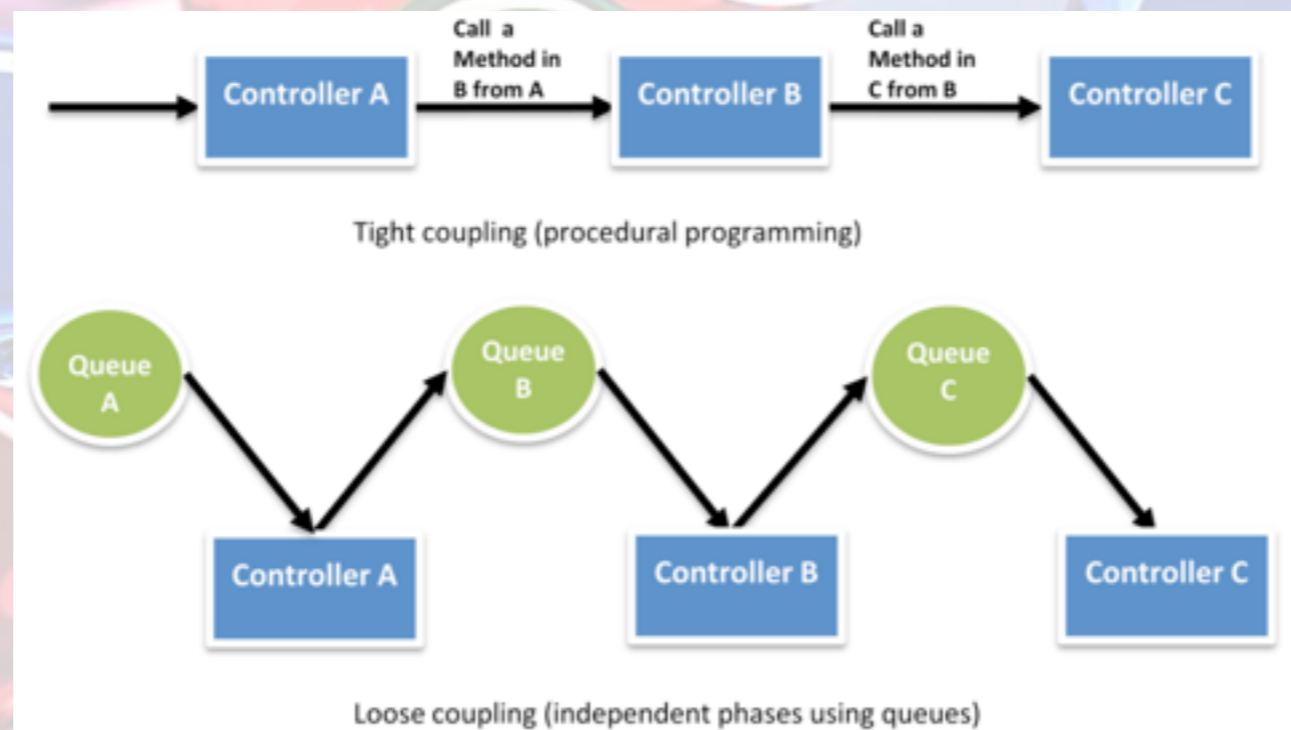 Call a
Method in
B from A
Call a
Method in
C from B
Controller A
Controller B
Controller C
Tight coupling (procedural programming)
Queue
A
Queue
B
Queue
C
Controller A
Controller B
Controller C
Loose coupling (independent phases using queues)